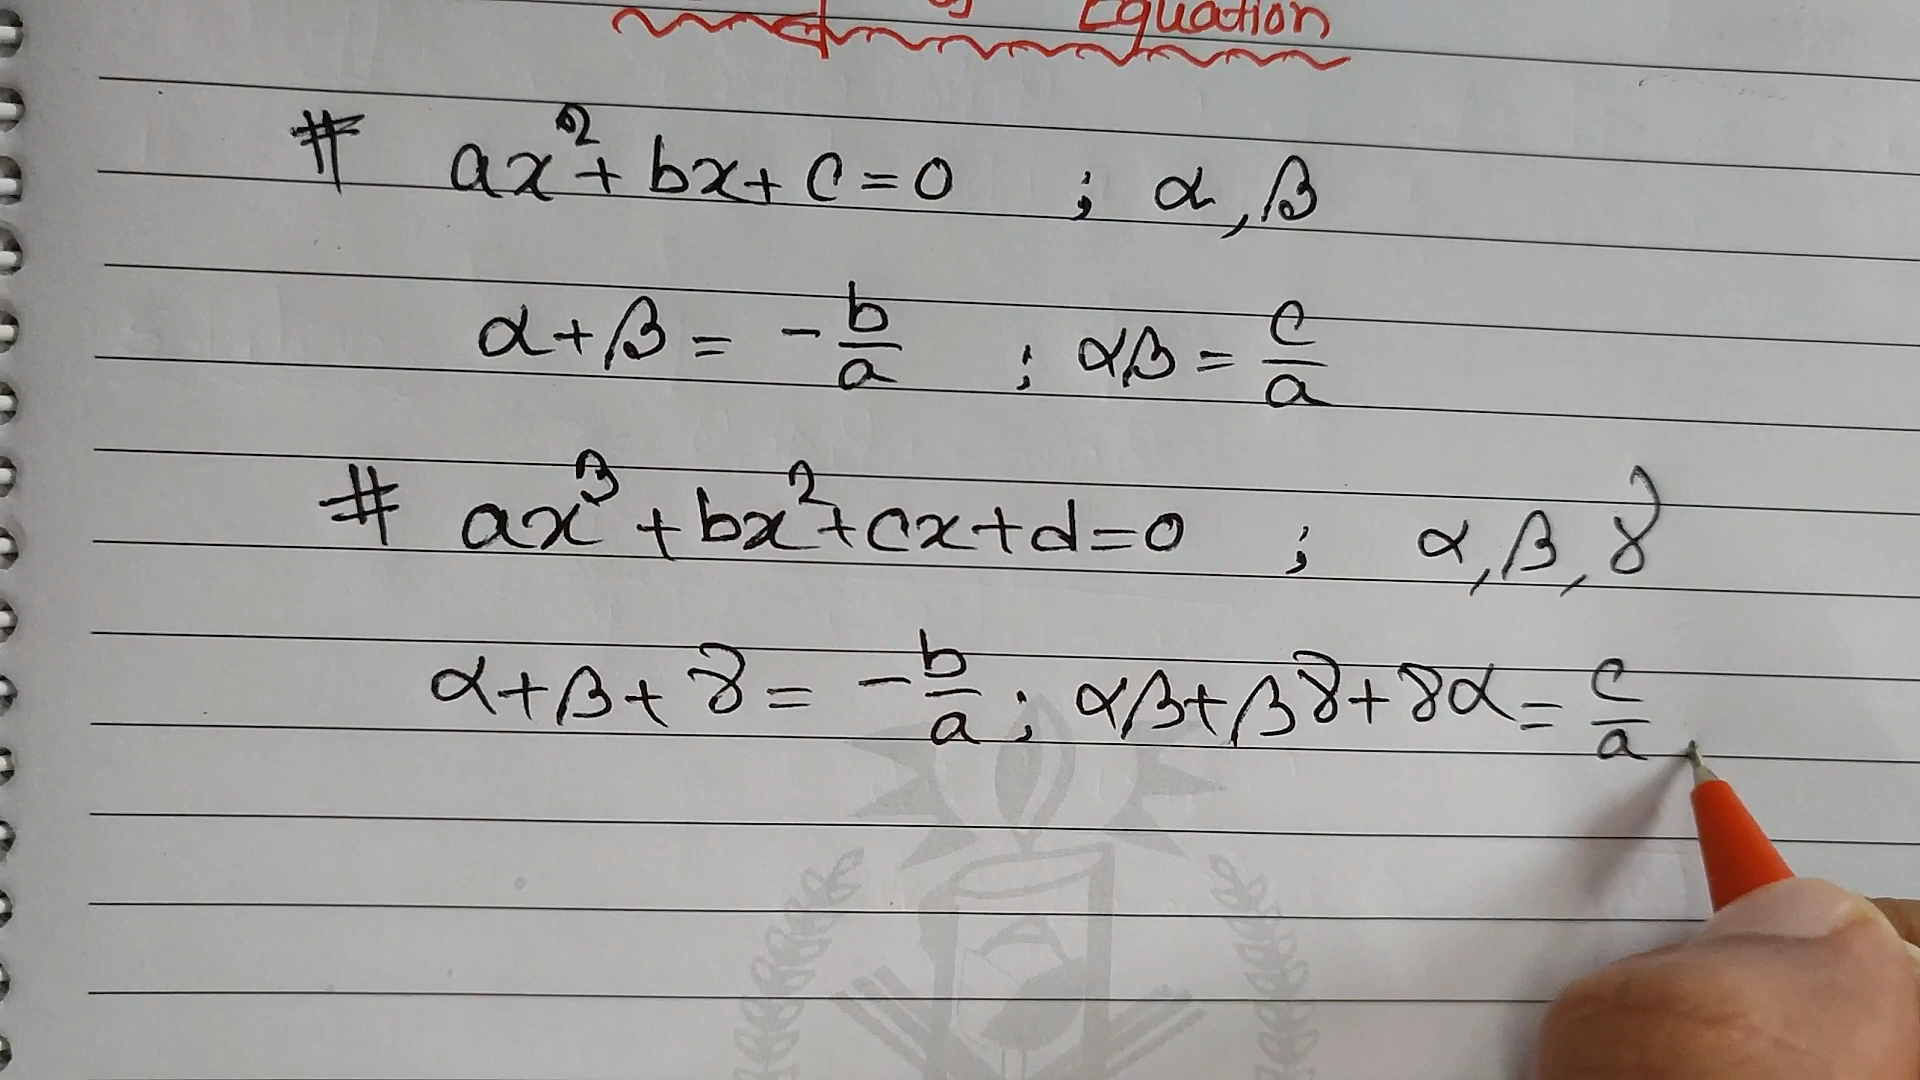 Equation
# ax²+bx+c=0 ; α,β
α+β = -b/a ; αβ = c/a
# ax³+bx²+cx+d=0 ; α,β,γ
α+β+γ = -b/a ; αβ+βγ+γα = c/a